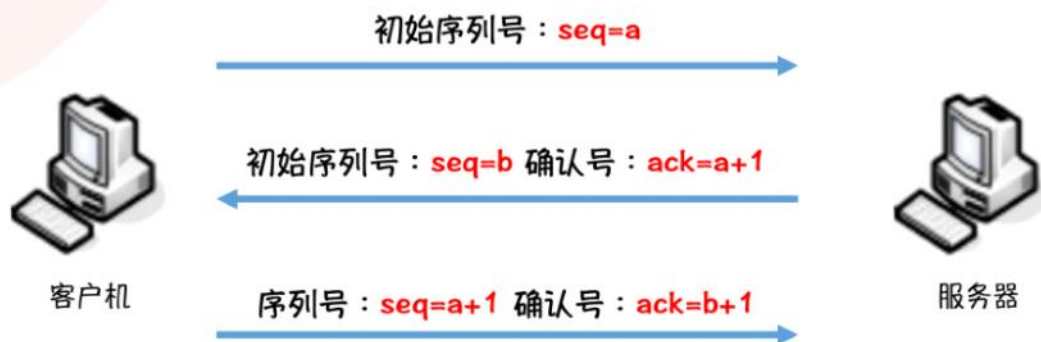 初始序列号：seq=a
初始序列号：seq=b 确认号：ack=a+1
客户机
序列号：seq=a+1 确认号：ack=b+1
服务器